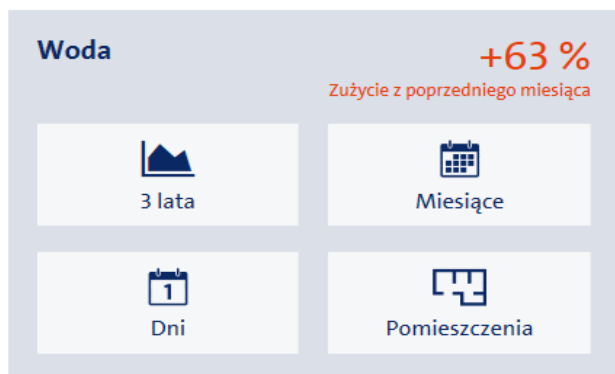 Woda
+63 %
Zużycie z poprzedniego miesiąca
3 lata
Miesiące
1
Dni
Pomieszczenia